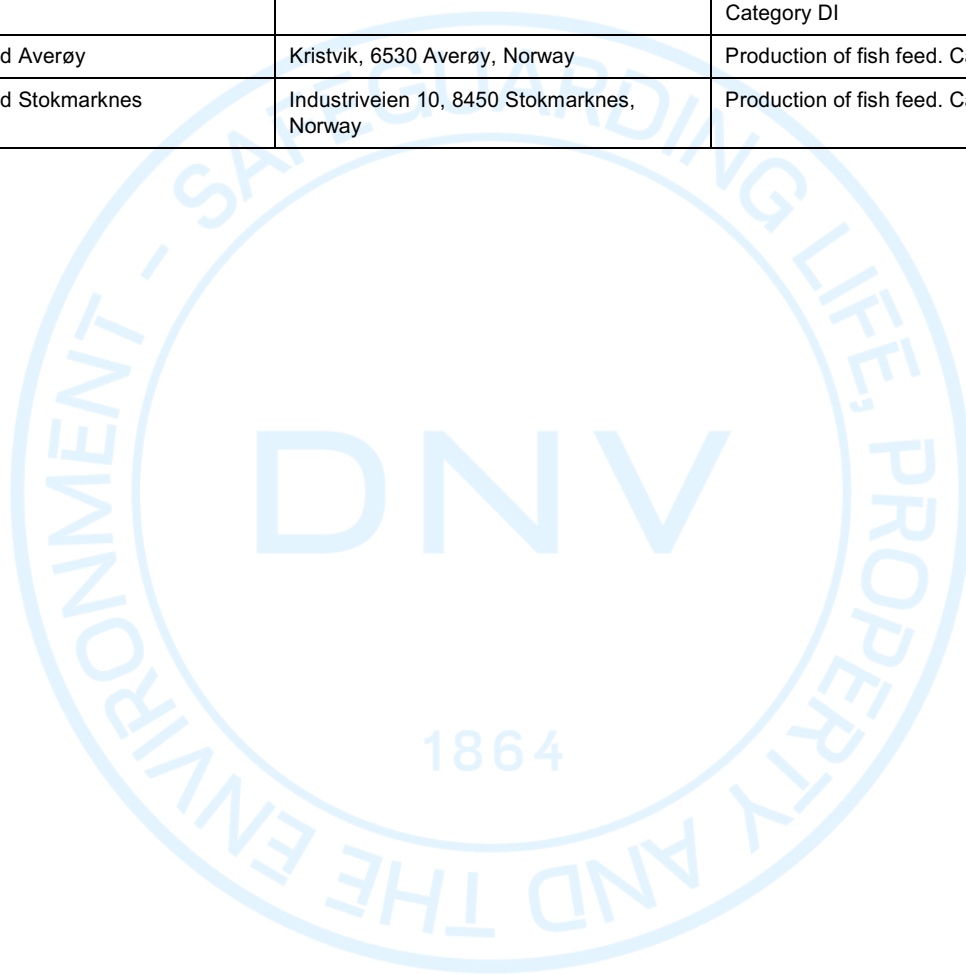 Category DI
d Averøy
Kristvik, 6530 Averøy, Norway
Production of fish feed.
d Stokmarknes
Industriveien 10, 8450 Stokmarknes,
Norway
Production of fish feed.
SAFEGUARDING LIFE, PROPERTY AND THE ENVIRONMENT -
DNV
1864